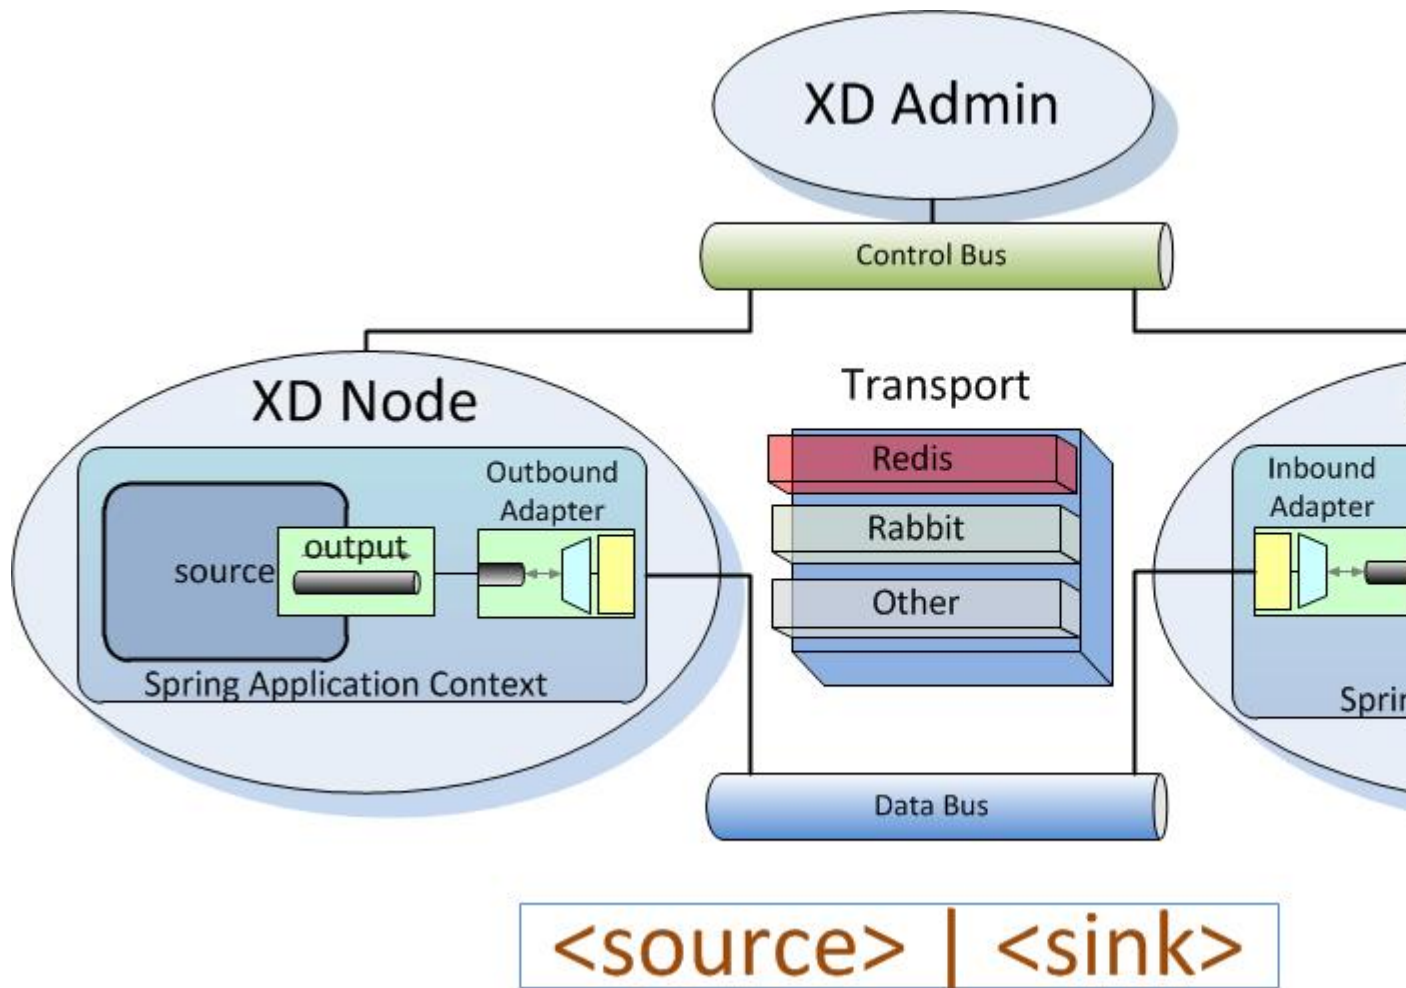 XD Admin
Control Bus
XD Node
Transport
Outbound
Adapter
output
source
Spring Application Context
Redis
Rabbit
Other
Inbound
Adapter
Data Bus
<source> | <sink>